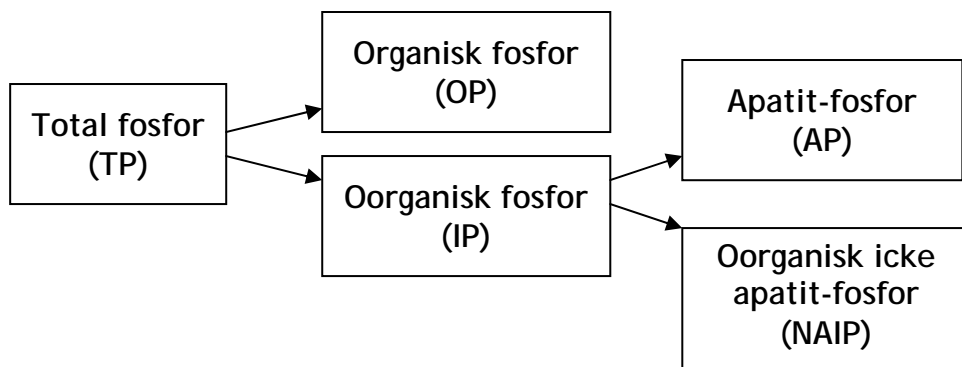 Total fosfor
(TP)
Organisk fosfor
(OP)
Oorganisk fosfor
(IP)
Apatit-fosfor
(AP)
Oorganisk icke
apatit-fosfor
(NAIP)